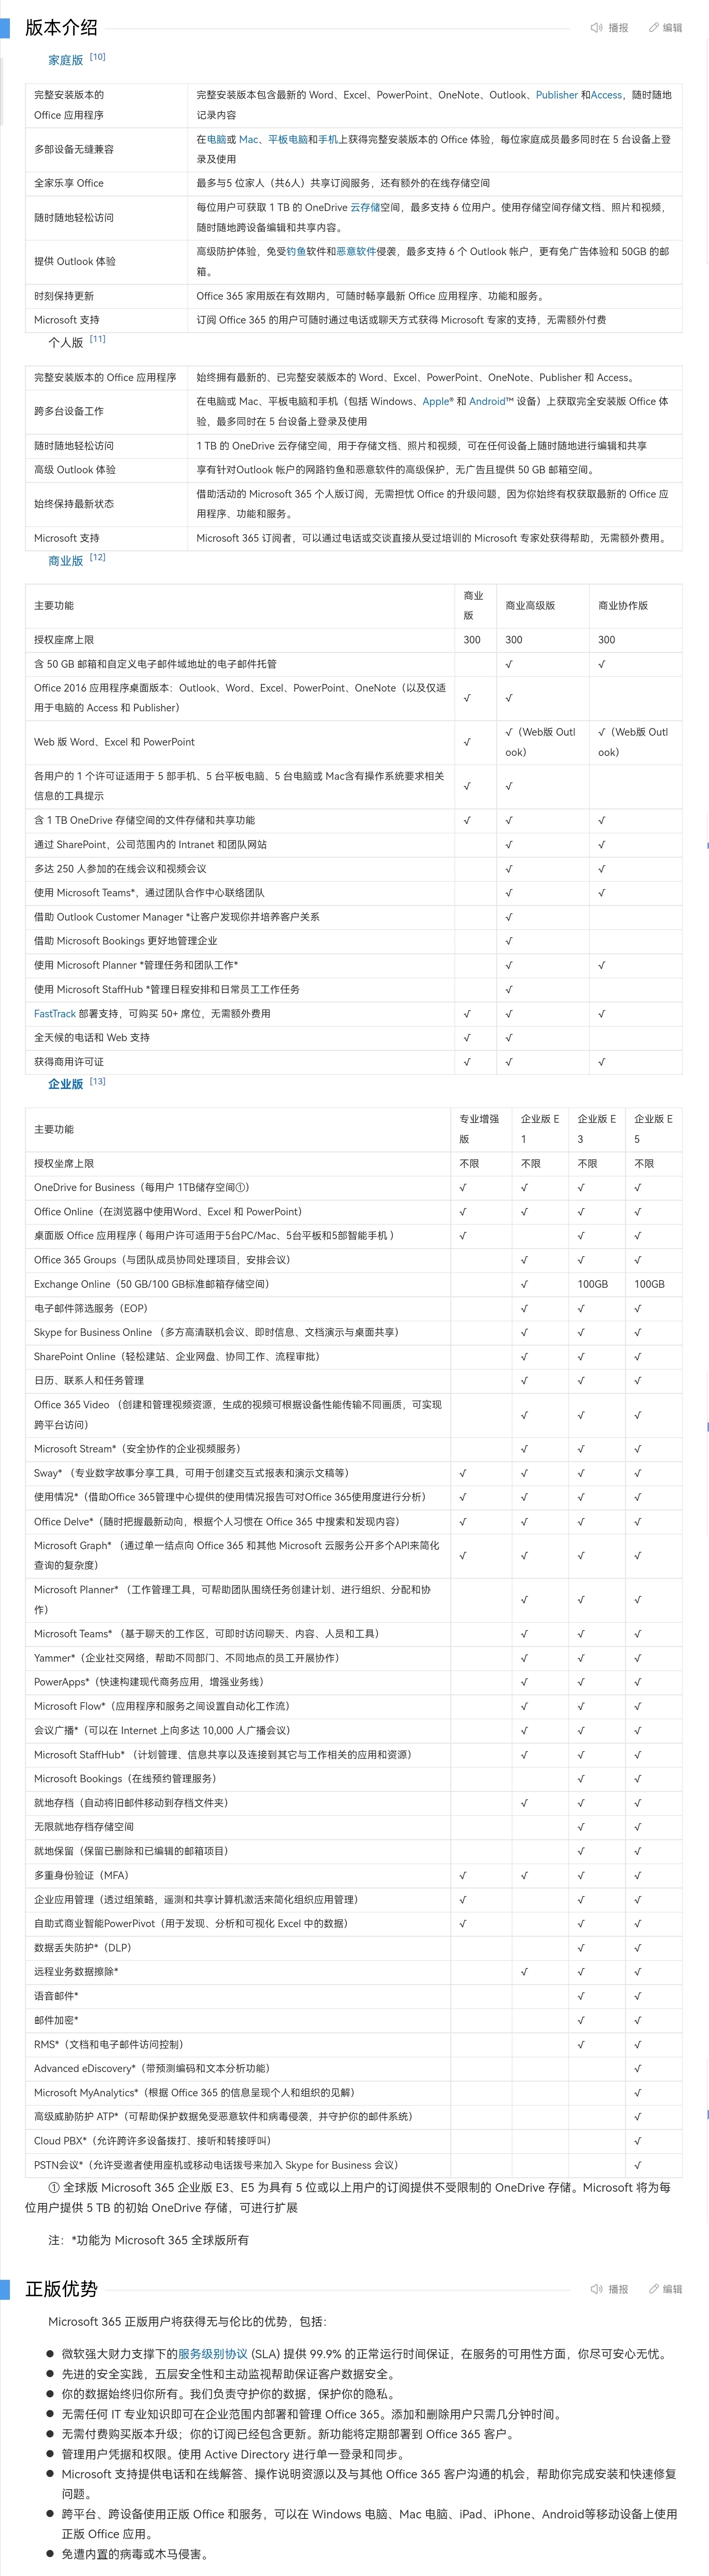 版本介绍
播报
编辑
家庭版 [10]
完整安装版本的
Office 应用程序
完整安装版本包含最新的 Word、Excel、PowerPoint、OneNote、Outlook、Publisher 和Access，随时随地
记录内容
多部设备无缝兼容
在电脑或 Mac、平板电脑和手机上获得完整安装版本的 Office 体验，每位家庭成员最多同时在 5 台设备上登
录及使用
全家乐享 Office
最多与5 位家人（共6人）共享订阅服务，还有额外的在线存储空间
随时随地轻松访问
每位用户可获取 1 TB 的 OneDrive 云存储空间，最多支持 6 位用户。使用存储空间存储文档、照片和视频，
随时随地跨设备编辑和共享内容。
提供 Outlook 体验
高级防护体验，免受钓鱼软件和恶意软件侵袭，最多支持 6 个 Outlook 帐户，更有免广告体验和 50GB 的邮
箱。
时刻保持更新
Office 365 家用版在有效期内，可随时畅享最新 Office 应用程序、功能和服务。
Microsoft 支持
订阅 Office 365 的用户可随时通过电话或聊天方式获得 Microsoft 专家的支持，无需额外付费
个人版 [11]
完整安装版本的 Office 应用程序
始终拥有最新的、已完整安装版本的 Word、Excel、PowerPoint、OneNote、Publisher 和 Access。
跨多台设备工作
在电脑或 Mac、平板电脑和手机（包括 Windows、Apple® 和 Android™ 设备）上获取完全安装版 Office 体
验，最多同时在 5 台设备上登录及使用
随时随地轻松访问
1 TB 的 OneDrive 云存储空间，用于存储文档、照片和视频，可在任何设备上随时随地进行编辑和共享
高级 Outlook 体验
享有针对Outlook 帐户的网路钓鱼和恶意软件的高级保护，无广告且提供 50 GB 邮箱空间。
始终保持最新状态
借助活动的 Microsoft 365 个人版订阅，无需担忧 Office 的升级问题，因为你始终有权获取最新的 Office 应
用程序、功能和服务。
Microsoft 支持
Microsoft 365 订阅者，可以通过电话或交谈直接从受过培训的 Microsoft 专家处获得帮助，无需额外费用。
商业版 [12]
主要功能 商业版 商业高级版 商业协作版
授权座席上限 300 300 300
含 50 GB 邮箱和自定义电子邮件域地址的电子邮件托管 √ √
Office 2016 应用程序桌面版本：Outlook、Word、Excel、PowerPoint、OneNote（以及仅适
用于电脑的 Access 和 Publisher） √ √
Web 版 Word、Excel 和 PowerPoint √ √（Web版 Outlook） √（Web版 Outlook）
各用户的 1 个许可证适用于 5 部手机、5 台平板电脑、5 台电脑或 Mac含有操作系统要求相关
信息的工具提示 √ √
含 1 TB OneDrive 存储空间的文件存储和共享功能 √ √ √
通过 SharePoint，公司范围内的 Intranet 和团队网站 √ √
多达 250 人参加的在线会议和视频会议 √ √
使用 Microsoft Teams*，通过团队合作中心联络团队 √ √
借助 Outlook Customer Manager *让客户发现你并培养客户关系 √
借助 Microsoft Bookings 更好地管理企业 √
使用 Microsoft Planner *管理任务和团队工作* √ √
使用 Microsoft StaffHub *管理日程安排和日常员工工作任务 √
FastTrack 部署支持，可购买 50+ 席位，无需额外费用 √ √ √
全天候的电话和 Web 支持 √ √
获得商用许可证 √ √ √
企业版 [13]
主要功能 专业增强版 企业版 E1 企业版 E3 企业版 E5
授权坐席上限 不限 不限 不限 不限
OneDrive for Business（每用户 1TB储存空间①） √ √ √ √
Office Online（在浏览器中使用Word、Excel 和 PowerPoint） √ √ √ √
桌面版 Office 应用程序 ( 每用户许可适用于5台PC/Mac、5台平板和5部智能手机 ) √ √ √
Office 365 Groups（与团队成员协同处理项目，安排会议） √ √ √
Exchange Online（50 GB/100 GB标准邮箱存储空间） √ 100GB 100GB
电子邮件筛选服务（EOP） √ √ √
Skype for Business Online （多方高清联机会议、即时信息、文档演示与桌面共享） √ √ √
SharePoint Online（轻松建站、企业网盘、协同工作、流程审批） √ √ √
日历、联系人和任务管理 √ √ √
Office 365 Video （创建和管理视频资源，生成的视频可根据设备性能传输不同画质，可实现
跨平台访问） √ √ √
Microsoft Stream*（安全协作的企业视频服务） √ √ √
Sway* （专业数字故事分享工具，可用于创建交互式报表和演示文稿等） √ √ √ √
使用情况*（借助Office 365管理中心提供的使用情况报告可对Office 365使用度进行分析） √ √ √ √
Office Delve*（随时把握最新动向，根据个人习惯在 Office 365 中搜索和发现内容） √ √ √ √
Microsoft Graph* （通过单一结点向 Office 365 和其他 Microsoft 云服务公开多个API来简化
查询的复杂度） √ √ √ √
Microsoft Planner* （工作管理工具，可帮助团队围绕任务创建计划、进行组织、分配和协
作） √ √ √
Microsoft Teams* （基于聊天的工作区，可即时访问聊天、内容、人员和工具） √ √ √
Yammer*（企业社交网络，帮助不同部门、不同地点的员工开展协作） √ √ √
PowerApps*（快速构建现代商务应用，增强业务线） √ √ √
Microsoft Flow*（应用程序和服务之间设置自动化工作流） √ √ √
会议广播*（可以在 Internet 上向多达 10,000 人广播会议） √ √ √
Microsoft StaffHub* （计划管理、信息共享以及连接到其它与工作相关的应用和资源） √ √ √
Microsoft Bookings（在线预约管理服务） √ √
就地存档（自动将旧邮件移动到存档文件夹） √ √ √
无限就地存档存储空间 √ √
就地保留（保留已删除和已编辑的邮箱项目） √ √
多重身份验证（MFA） √ √ √ √
企业应用管理（透过组策略，遥测和共享计算机激活来简化组织应用管理） √ √ √
自助式商业智能PowerPivot（用于发现、分析和可视化 Excel 中的数据） √ √ √
数据丢失防护*（DLP） √ √
远程业务数据擦除* √ √ √
语音邮件* √ √
邮件加密* √ √
RMS*（文档和电子邮件访问控制） √ √
Advanced eDiscovery*（带预测编码和文本分析功能） √
Microsoft MyAnalytics*（根据 Office 365 的信息呈现个人和组织的见解） √
高级威胁防护 ATP*（可帮助保护数据免受恶意软件和病毒侵袭，并守护你的邮件系统） √
Cloud PBX*（允许跨许多设备拨打、接听和转接呼叫） √
PSTN会议*（允许受邀者使用座机或移动电话拨号来加入 Skype for Business 会议） √
① 全球版 Microsoft 365 企业版 E3、E5 为具有 5 位或以上用户的订阅提供不受限制的 OneDrive 存储。Microsoft 将为每
位用户提供 5 TB 的初始 OneDrive 存储，可进行扩展
注：*功能为 Microsoft 365 全球版所有
正版优势
播报
编辑
Microsoft 365 正版用户将获得无与伦比的优势，包括：
● 微软强大财力支撑下的服务级别协议 (SLA) 提供 99.9% 的正常运行时间保证，在服务的可用性方面，你尽可安心无忧。
● 先进的安全实践，五层安全性和主动监视帮助保证客户数据安全。
● 你的数据始终归你所有。我们负责守护你的数据，保护你的隐私。
● 无需任何 IT 专业知识即可在企业范围内部署和管理 Office 365。添加和删除用户只需几分钟时间。
● 无需付费购买版本升级；你的订阅已经包含更新。新功能将定期部署到 Office 365 客户。
● 管理用户凭据和权限。使用 Active Directory 进行单一登录和同步。
● Microsoft 支持提供电话和在线解答、操作说明资源以及与其他 Office 365 客户沟通的机会，帮助你完成安装和快速修复
问题。
● 跨平台、跨设备使用正版 Office 和服务，可以在 Windows 电脑、Mac 电脑、iPad、iPhone、Android等移动设备上使用
正版 Office 应用。
● 免遭内置的病毒或木马侵害。